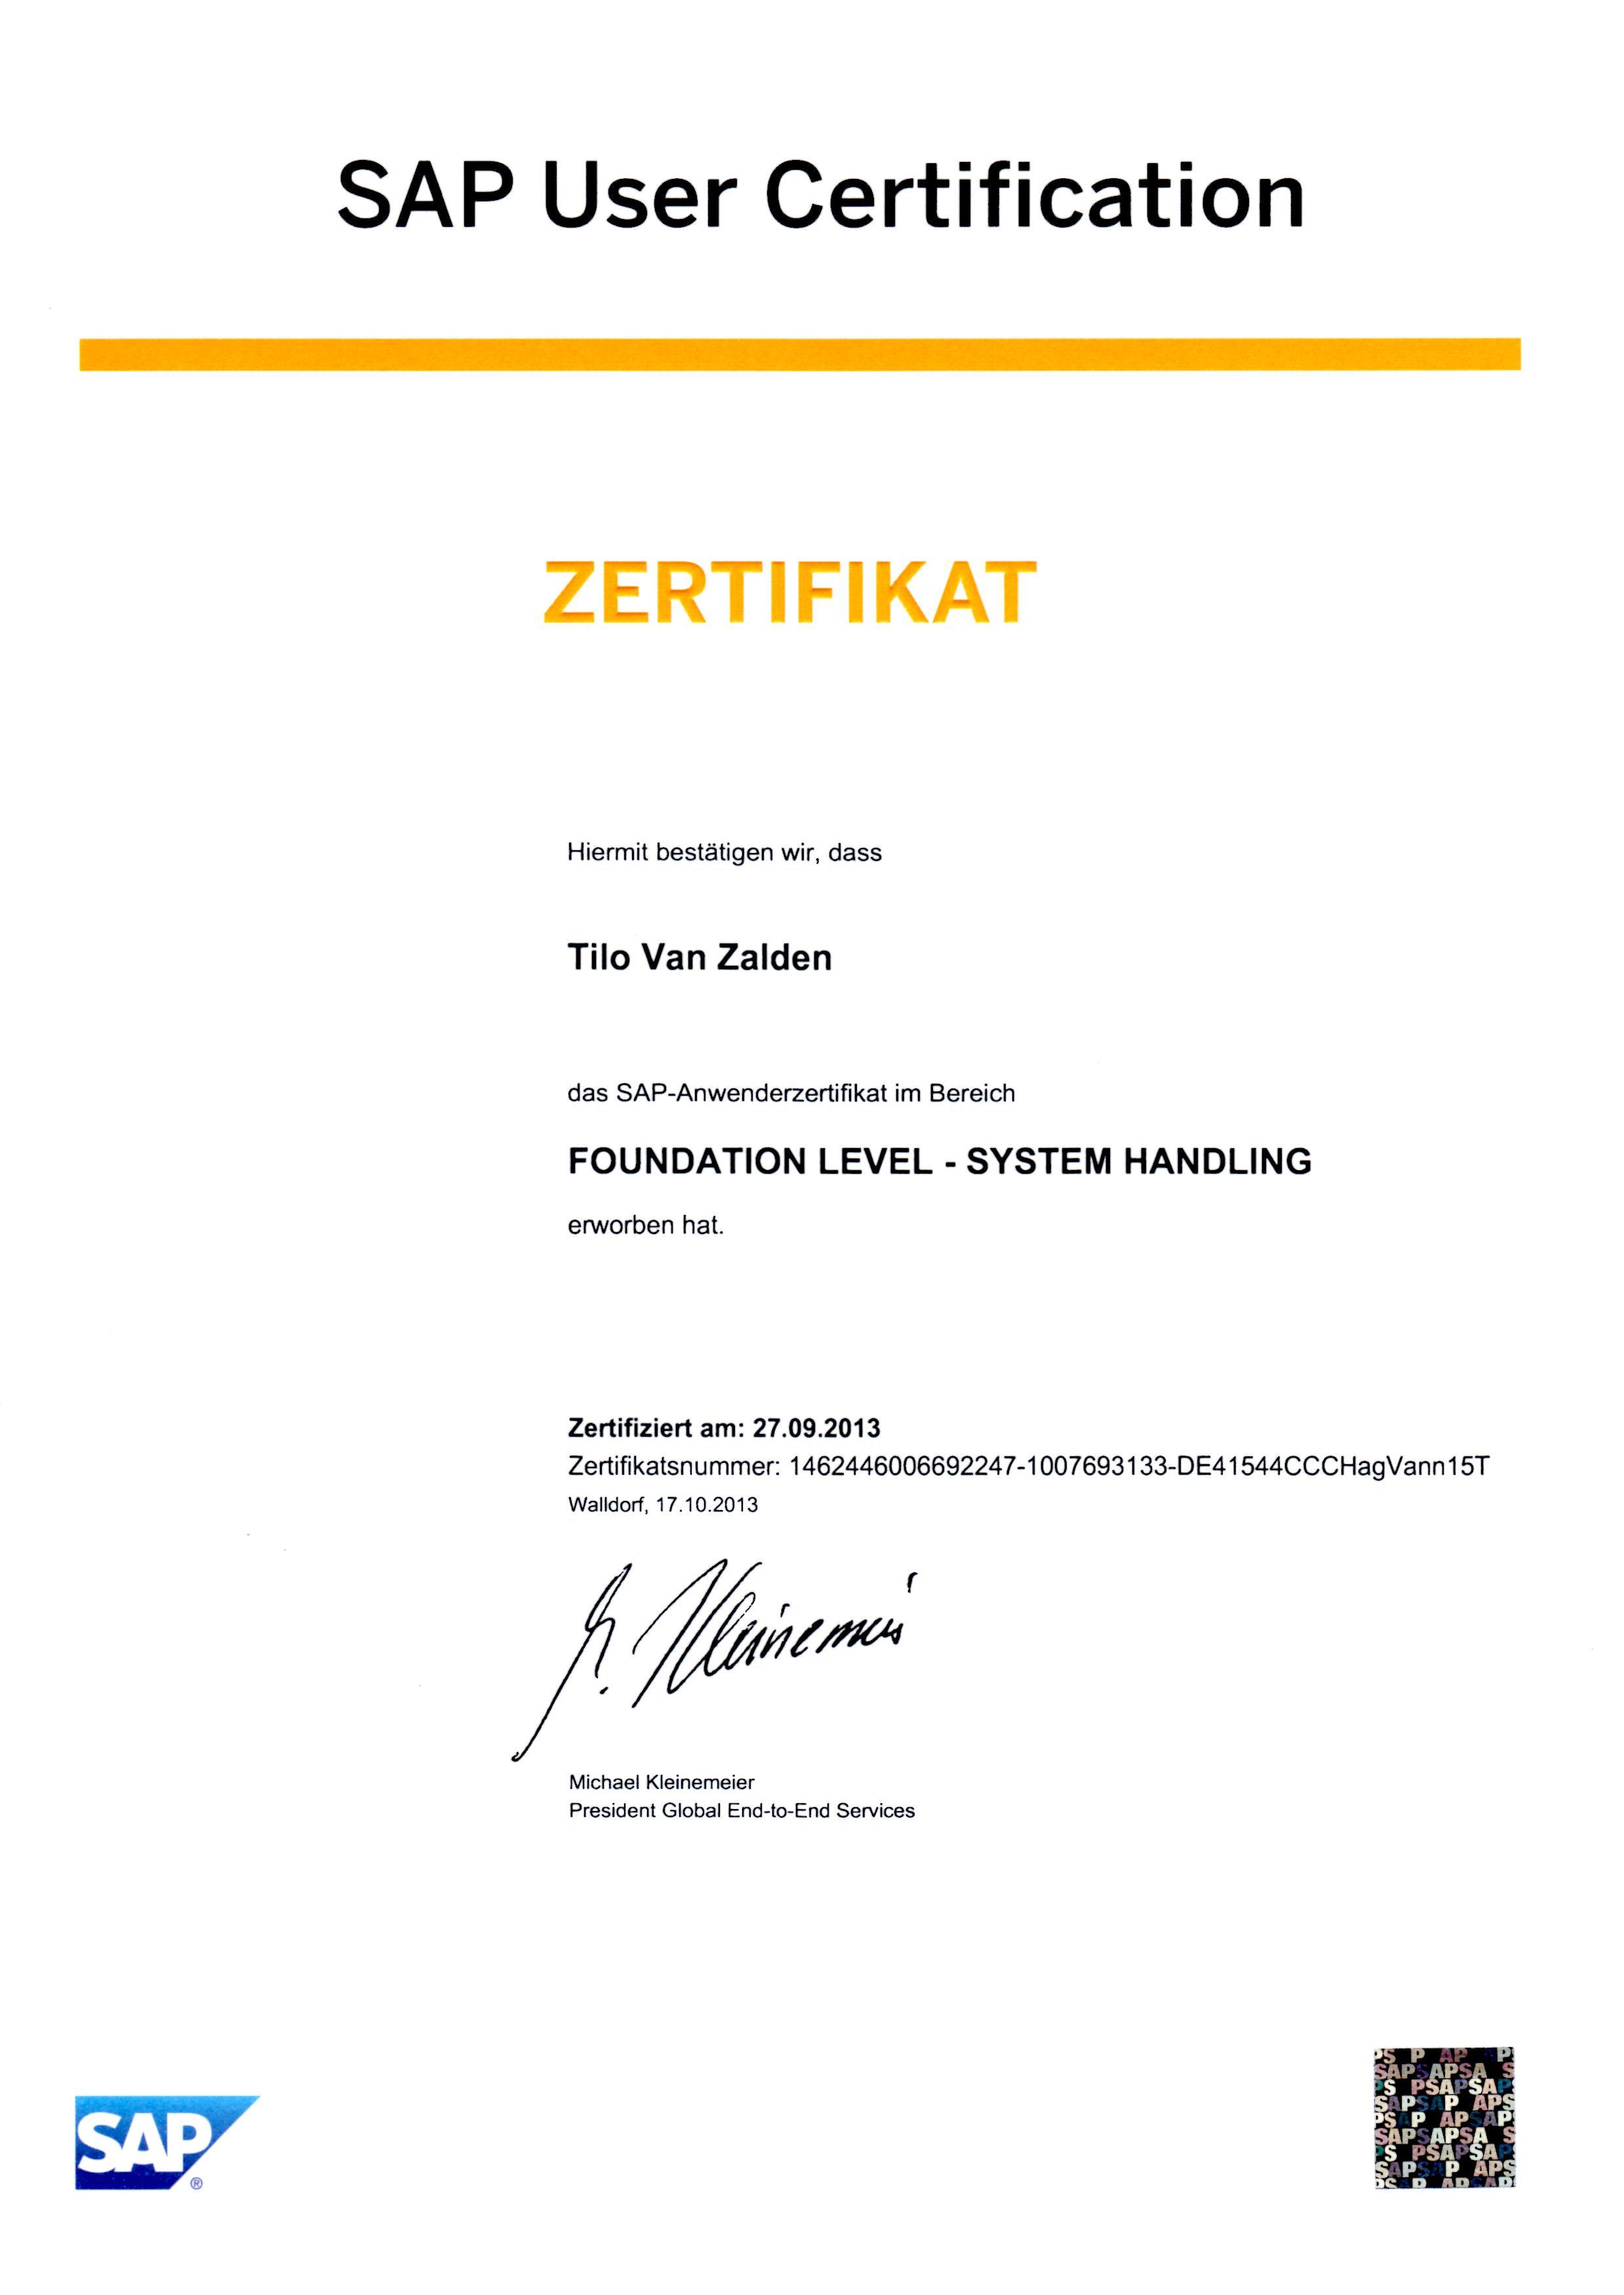 SAP User Certification
ZERTIFIKAT
Hiermit bestätigen wir, dass
Tilo Van Zalden
das SAP-Anwenderzertifikat im Bereich
FOUNDATION LEVEL - SYSTEM HANDLING
erworben hat.
Zertifiziert am: 27.09.2013
Zertifikatsnummer: 1462446006692247-1007693133-DE41544CCCHagVann15T
Walldorf, 17.10.2013
Michael Kleinemeier
President Global End-to-End Services
SAP ®